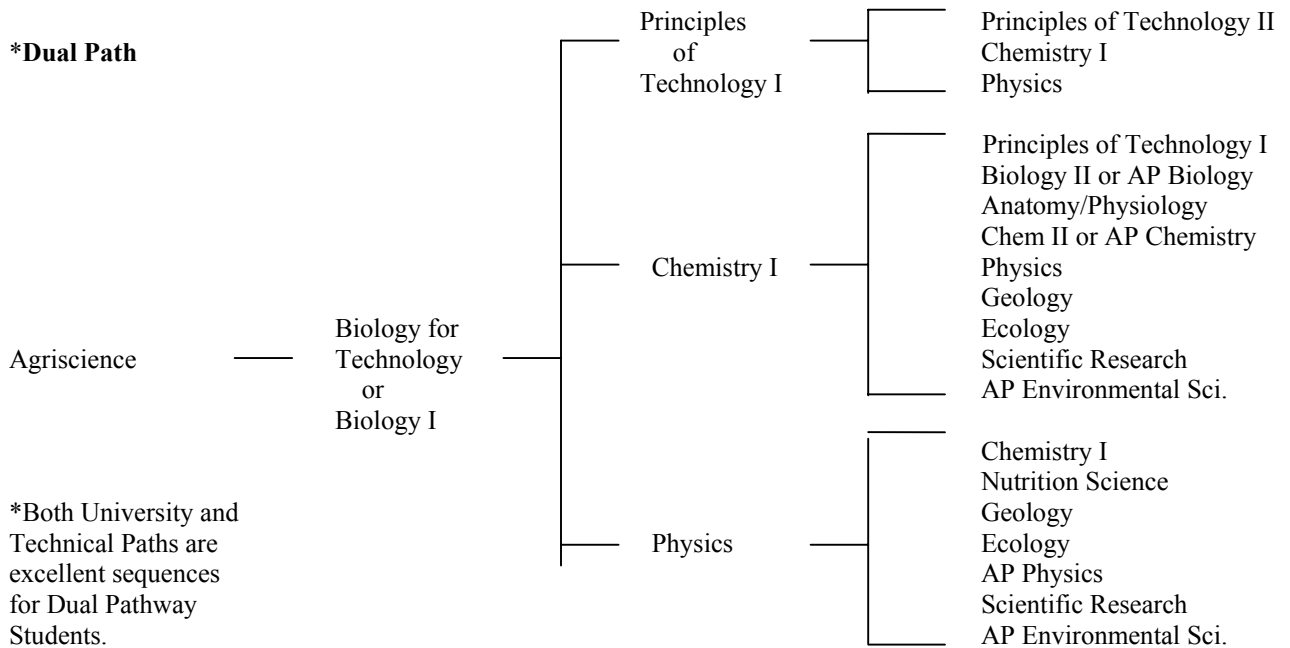 *Dual Path
Agriscience
*Both University and
Technical Paths are
excellent sequences
for Dual Pathway
Students.
Biology for
Technology
or
Biology I
Principles
of
Technology I
Chemistry I
Physics
Principles of Technology II
Chemistry I
Physics
Principles of Technology I
Biology II or AP Biology
Anatomy/Physiology
Chem II or AP Chemistry
Physics
Geology
Ecology
Scientific Research
AP Environmental Sci.
Chemistry I
Nutrition Science
Geology
Ecology
AP Physics
Scientific Research
AP Environmental Sci.